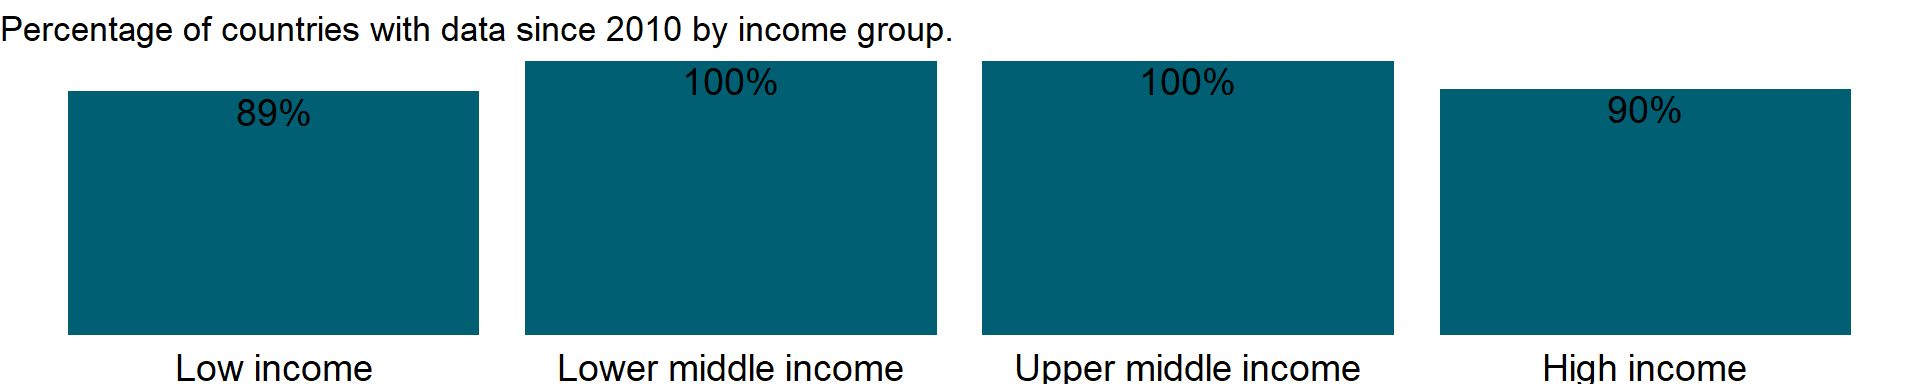 Percentage of countries with data since 2010 by income group.
89%
100%
100%
90%
Low income
Lower middle income
Upper middle income
High income